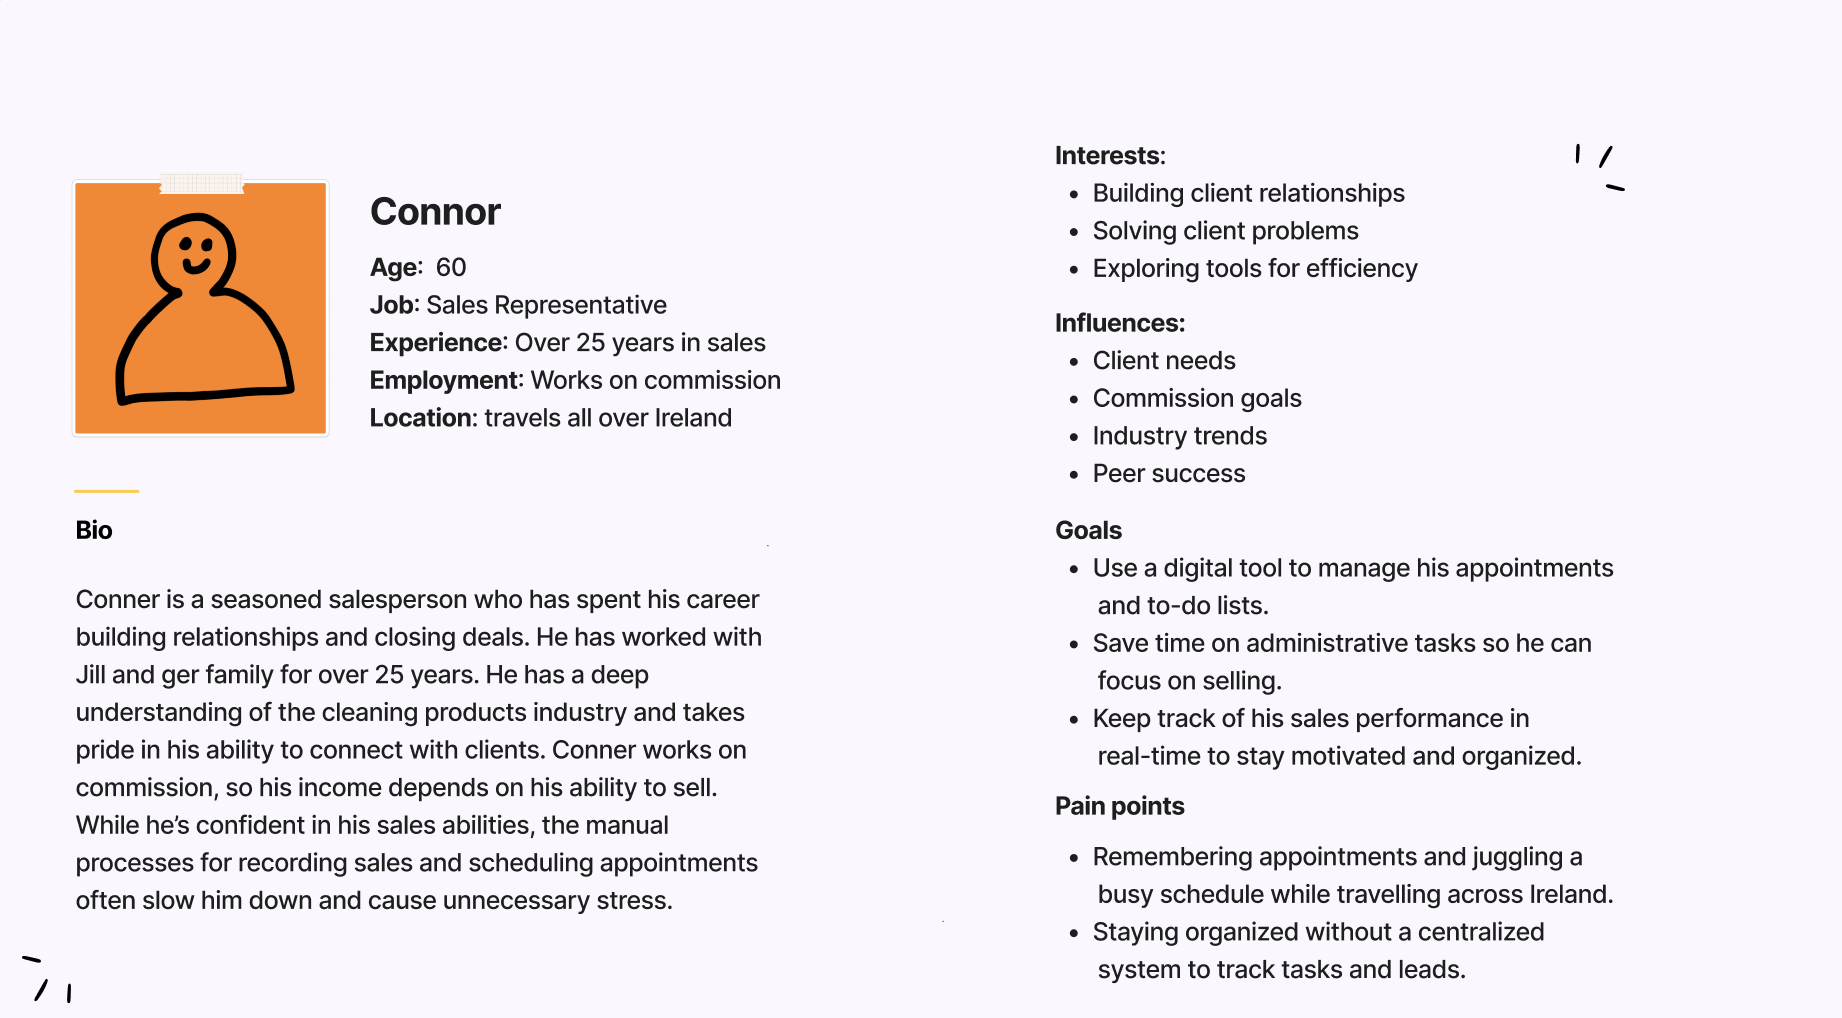 Connor
Age:  60
Job: Sales Representative
Experience: Over 25 years in sales
Employment: Works on commission
Location: travels all over Ireland
Bio
Conner is a seasoned salesperson who has spent his career
building relationships and closing deals. He has worked with
Jill and ger family for over 25 years. He has a deep
understanding of the cleaning products industry and takes
pride in his ability to connect with clients. Conner works on
commission, so his income depends on his ability to sell.
While he’s confident in his sales abilities, the manual
processes for recording sales and scheduling appointments
often slow him down and cause unnecessary stress.
Interests:
• Building client relationships
• Solving client problems
• Exploring tools for efficiency
Influences:
• Client needs
• Commission goals
• Industry trends
• Peer success
Goals
• Use a digital tool to manage his appointments
and to-do lists.
• Save time on administrative tasks so he can
focus on selling.
• Keep track of his sales performance in
real-time to stay motivated and organized.
Pain points
• Remembering appointments and juggling a
busy schedule while travelling across Ireland.
• Staying organized without a centralized
system to track tasks and leads.